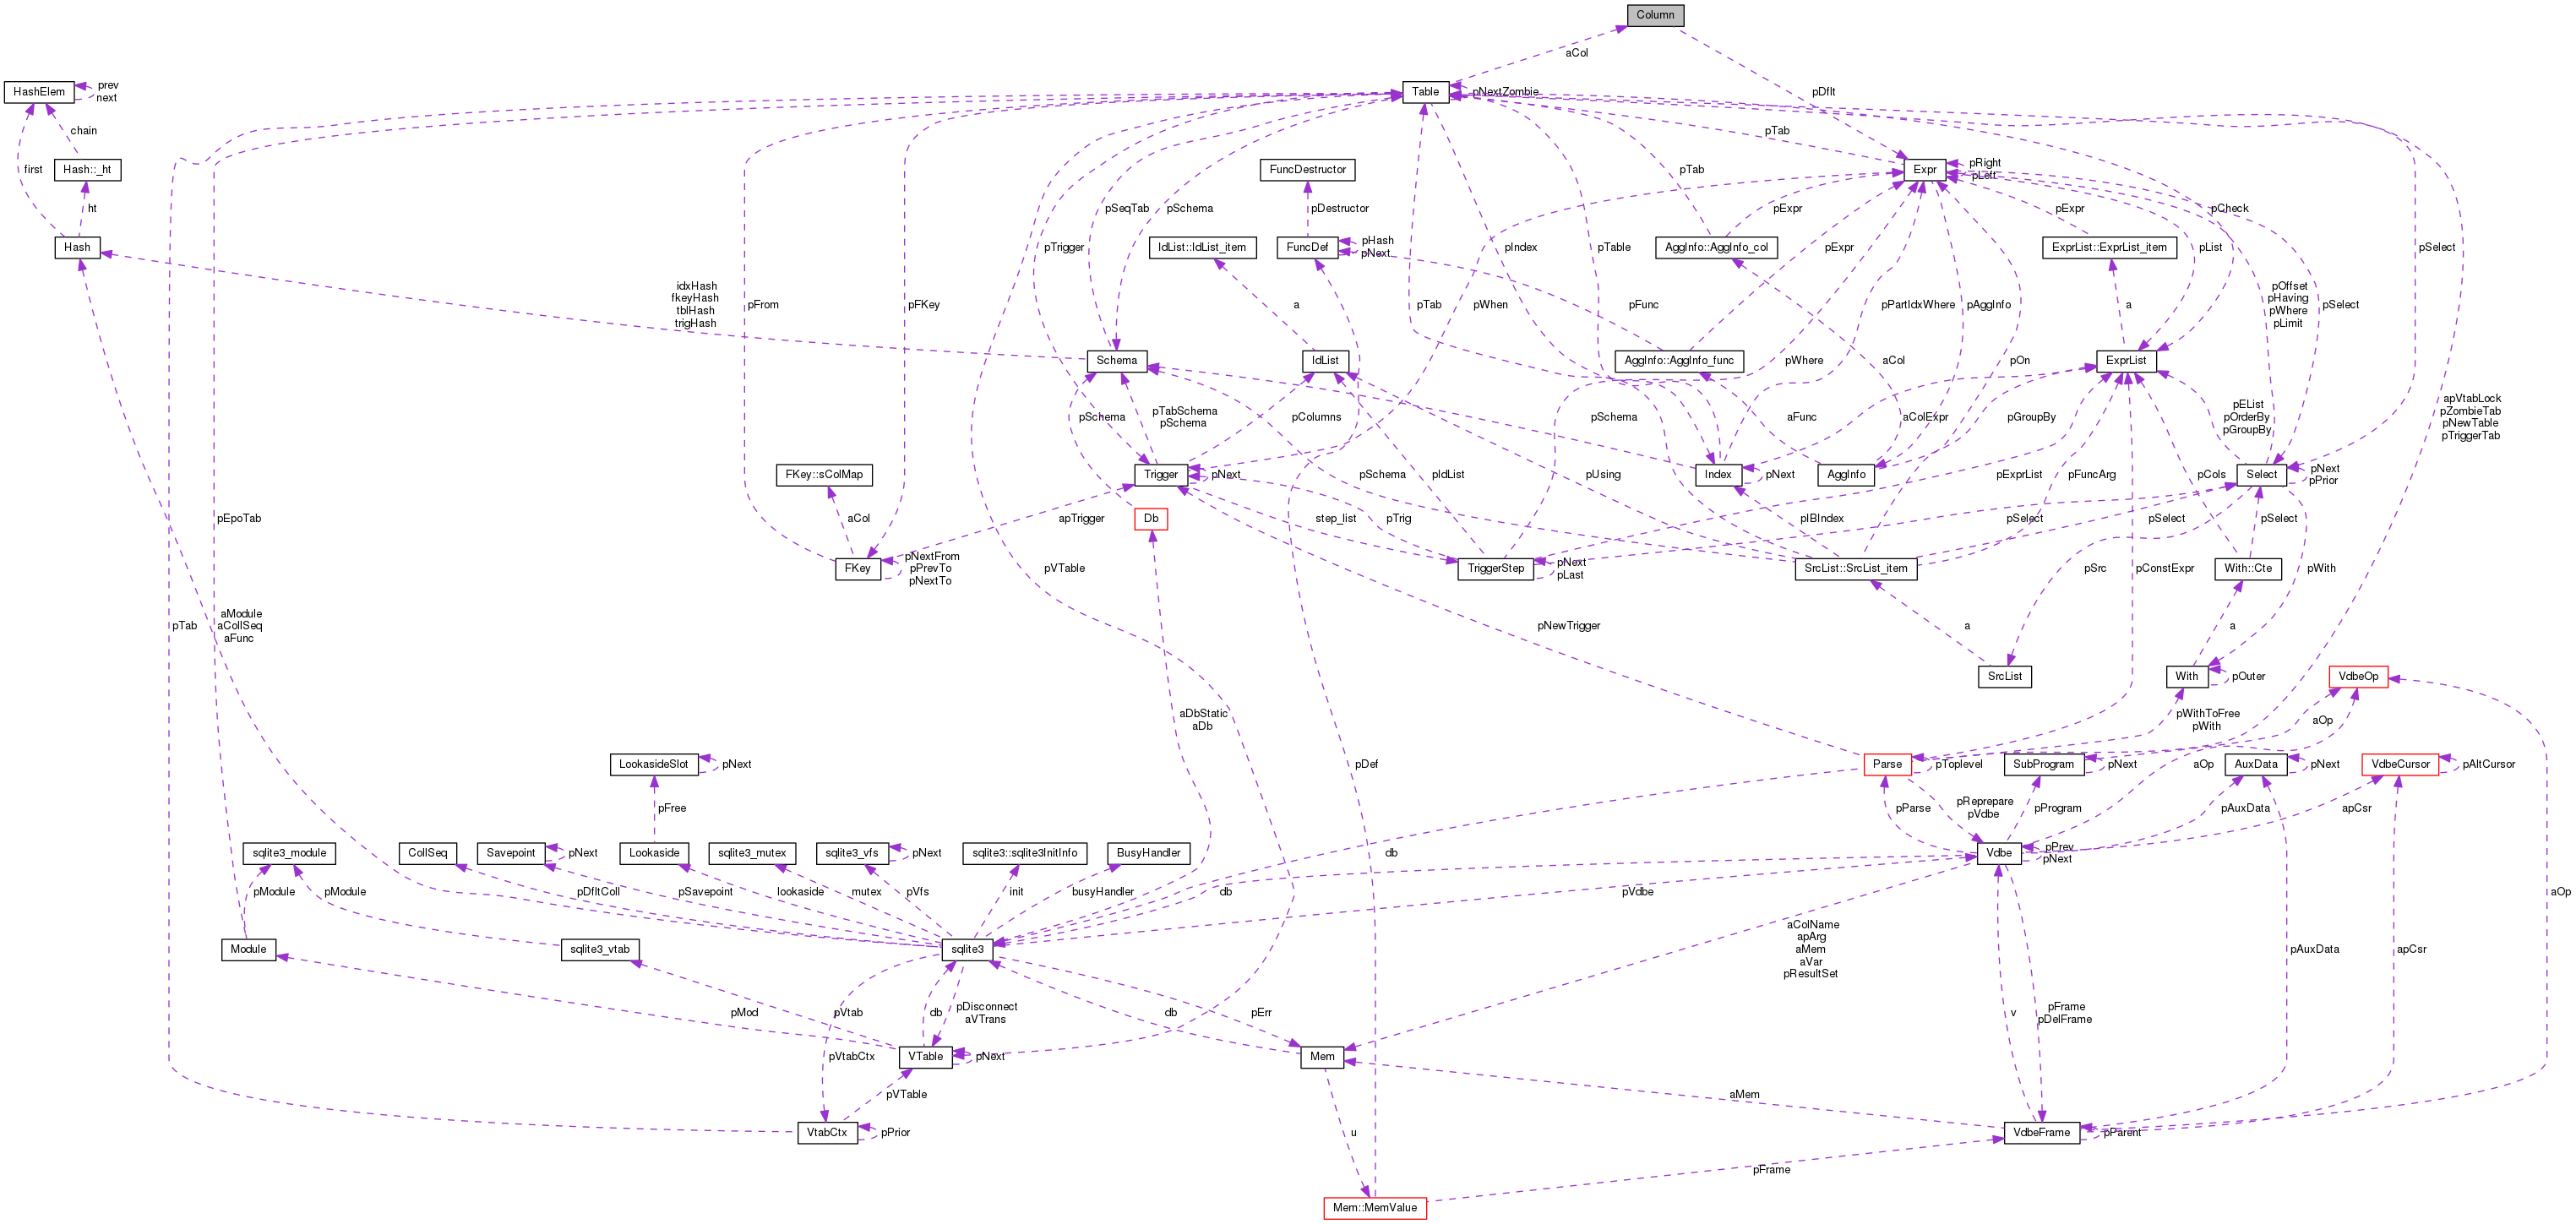 Column
aCol
HashElem
prev
next
Table
pNextZombie
pDflt
chain
pTab
first
Hash::_ht
FuncDestructor
pTab
Expr
pRight
pLeft
ht
pDestructor
pSeqTab
pSchema
pExpr
pExpr
pCheck
Hash
pTrigger
IdList::IdList_item
FuncDef
pHash
pNext
pIndex
pTable
AggInfo::AggInfo_col
pExpr
pList
ExprList::ExprList_item
pSelect
idxHash
fkeyHash
tblHash
trigHash
pFrom
pFKey
a
pTab
pWhen
pFunc
pPartIdxWhere
pAggInfo
a
pOffset
pHaving
pWhere
pLimit
pSelect
Schema
IdList
AggInfo::AggInfo_func
pWhere
aCol
pOn
ExprList
pSchema
pTabSchema
pSchema
pColumns
pSchema
aFunc
aColExpr
pGroupBy
pEList
pOrderBy
pGroupBy
apVtabLock
pZombieTab
pNewTable
pTriggerTab
FKey::sColMap
Trigger
pNext
pIdList
pSchema
pUsing
Index
pNext
AggInfo
pExprList
pFuncArg
pCols
Select
pNext
pPrior
aCol
apTrigger
Db
step_list
pTrig
pIBIndex
pSelect
pSelect
pSelect
pEpoTab
FKey
pNextFrom
pPrevTo
pNextTo
pVTable
TriggerStep
pNext
pLast
SrcList::SrcList_item
pSrc
pConstExpr
With::Cte
pWith
pTab
aModule
aCollSeq
aFunc
pNewTrigger
a
a
SrcList
With
pOuter
VdbeOp
aDbStatic
aDb
pWithToFree
pWith
aOp
LookasideSlot
pNext
pDef
Parse
pToplevel
SubProgram
pNext
aOp
AuxData
pNext
VdbeCursor
pAltCursor
pFree
pParse
pReprepare
pVdbe
pProgram
pAuxData
apCsr
sqlite3_module
CollSeq
Savepoint
pNext
Lookaside
sqlite3_mutex
sqlite3_vfs
pNext
sqlite3::sqlite3InitInfo
BusyHandler
db
Vdbe
pPrev
pNext
pModule
pModule
pDfltColl
pSavepoint
lookaside
mutex
pVfs
init
busyHandler
db
pVdbe
aOp
Module
sqlite3_vtab
sqlite3
aColName
apArg
aMem
aVar
pResultSet
pAuxData
apCsr
pMod
pVtab
db
pDisconnect
aVTrans
db
pErr
v
pFrame
pDelFrame
pVtabCtx
VTable
pNext
Mem
pVTable
aMem
VtabCtx
pPrior
u
VdbeFrame
pParent
pFrame
Mem::MemValue